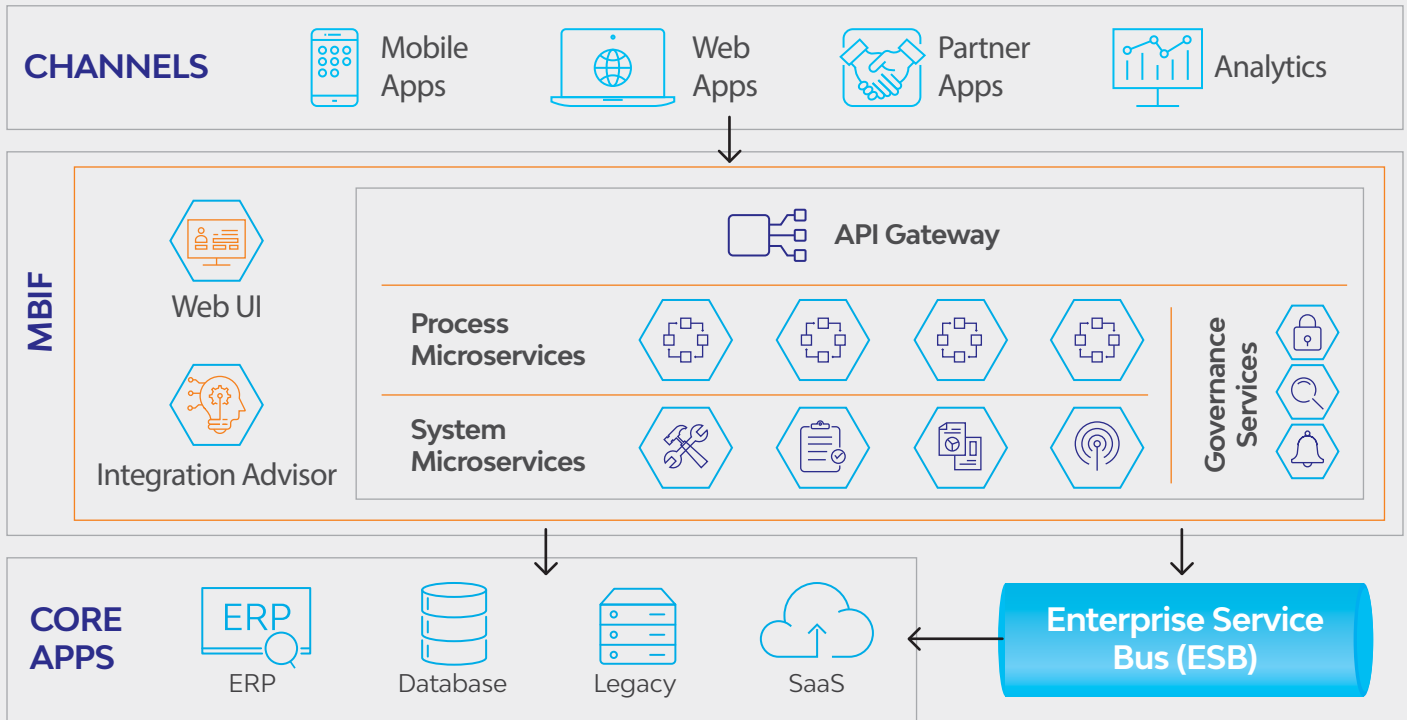 CHANNELS
Mobile
Apps
Web
Apps
Partner
Apps
Analytics
MBIF
Web UI
Integration Advisor
API Gateway
Process
Microservices
System
Microservices
Governance
Services
CORE
APPS
ERP
ERP
Database
Legacy
SaaS
Enterprise Service
Bus (ESB)